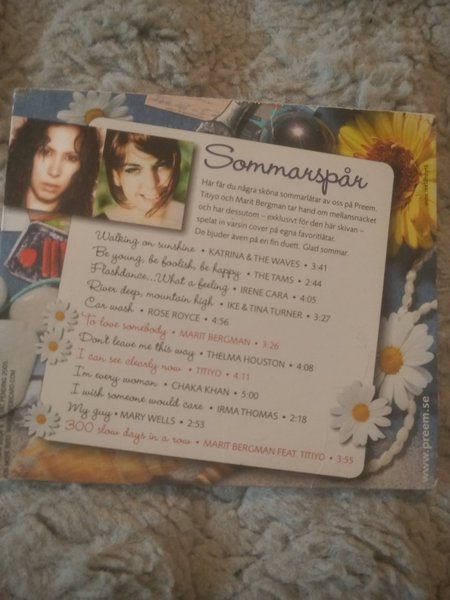 Sommarspår
Här får du några sköna sommarlåtar av oss på Preem.
Titiyo och Marit Bergman tar hand om mellansnacket
och har dessutom – exklusivt för den här skivan –
spelat in varsin cover på egna favoritlåtar.
De bjuder även på en fin duett. Glad sommar.
Walking on sunshine • KATRINA & THE WAVES • 3:41
Be young, be foolish, be happy • THE TAMS • 2:44
Flashdance...What a feeling • IRENE CARA • 4:05
River deep, mountain high • IKE & TINA TURNER • 3:27
Car wash • ROSE ROYCE • 4:56
To love somebody • MARIT BERGMAN • 3:26
Don't leave me this way • THELMA HOUSTON • 4:08
I can see clearly now • TITIYO • 4:11
I'm every woman • CHAKA KHAN • 5:00
I wish someone would care • IRMA THOMAS • 2:18
My guy • MARY WELLS • 2:53
300 slow days in a row • MARIT BERGMAN FEAT. TITIYO • 3:55
www.preem.se